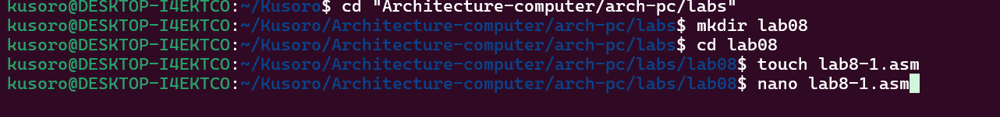 kusoro@DESKTOP-I4EKTCO:~/Kusoro$ cd "Architecture-computer/arch-pc/labs"
kusoro@DESKTOP-I4EKTCO:~/Kusoro/Architecture-computer/arch-pc/labs$ mkdir lab08
kusoro@DESKTOP-I4EKTCO:~/Kusoro/Architecture-computer/arch-pc/labs$ cd lab08
kusoro@DESKTOP-I4EKTCO:~/Kusoro/Architecture-computer/arch-pc/labs/lab08$ touch lab8-1.asm
kusoro@DESKTOP-I4EKTCO:~/Kusoro/Architecture-computer/arch-pc/labs/lab08$ nano lab8-1.asm